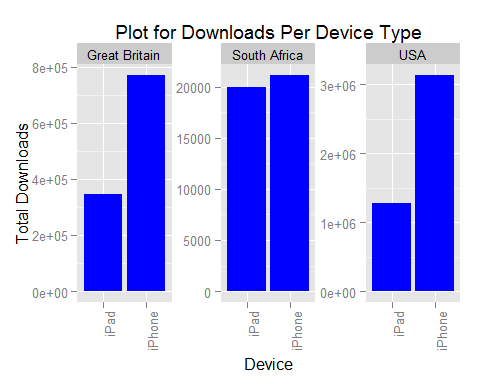 Plot for Downloads Per Device Type
Great Britain
South Africa
USA
Total Downloads
8e+05
6e+05
4e+05
2e+05
0e+00
20000
15000
10000
5000
0
3e+06
2e+06
1e+06
0e+00
iPad
iPhone
iPad
iPhone
iPad
iPhone
Device